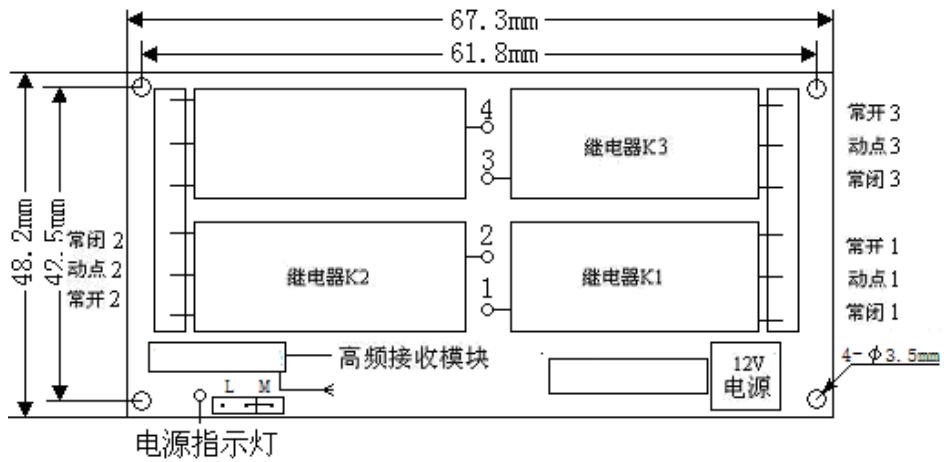 67.3mm
61.8mm
48.2mm
42.5mm
4
3
2
1
继电器K3
继电器K2
继电器K1
常开3
动点3
常闭3
常闭2
动点2
常开2
常开1
动点1
常闭1
高频接收模块
L M
12V
电源
4-ϕ3.5mm
电源指示灯